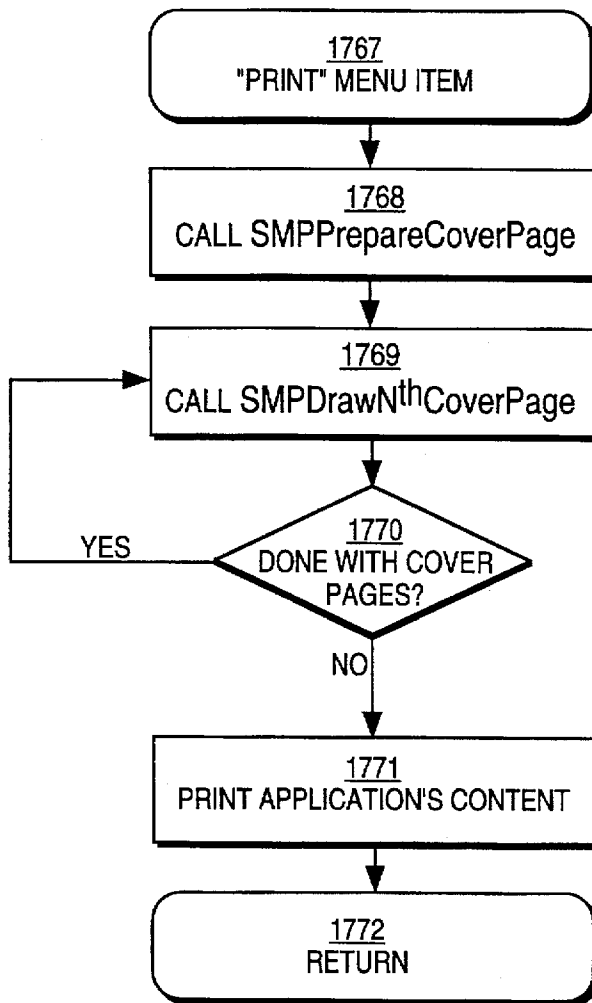 1767
"PRINT" MENU ITEM
1768
CALL SMPPrepareCoverPage
1769
CALL SMPDrawNthCoverPage
1770
DONE WITH COVER
PAGES?
YES
NO
1771
PRINT APPLICATION'S CONTENT
1772
RETURN